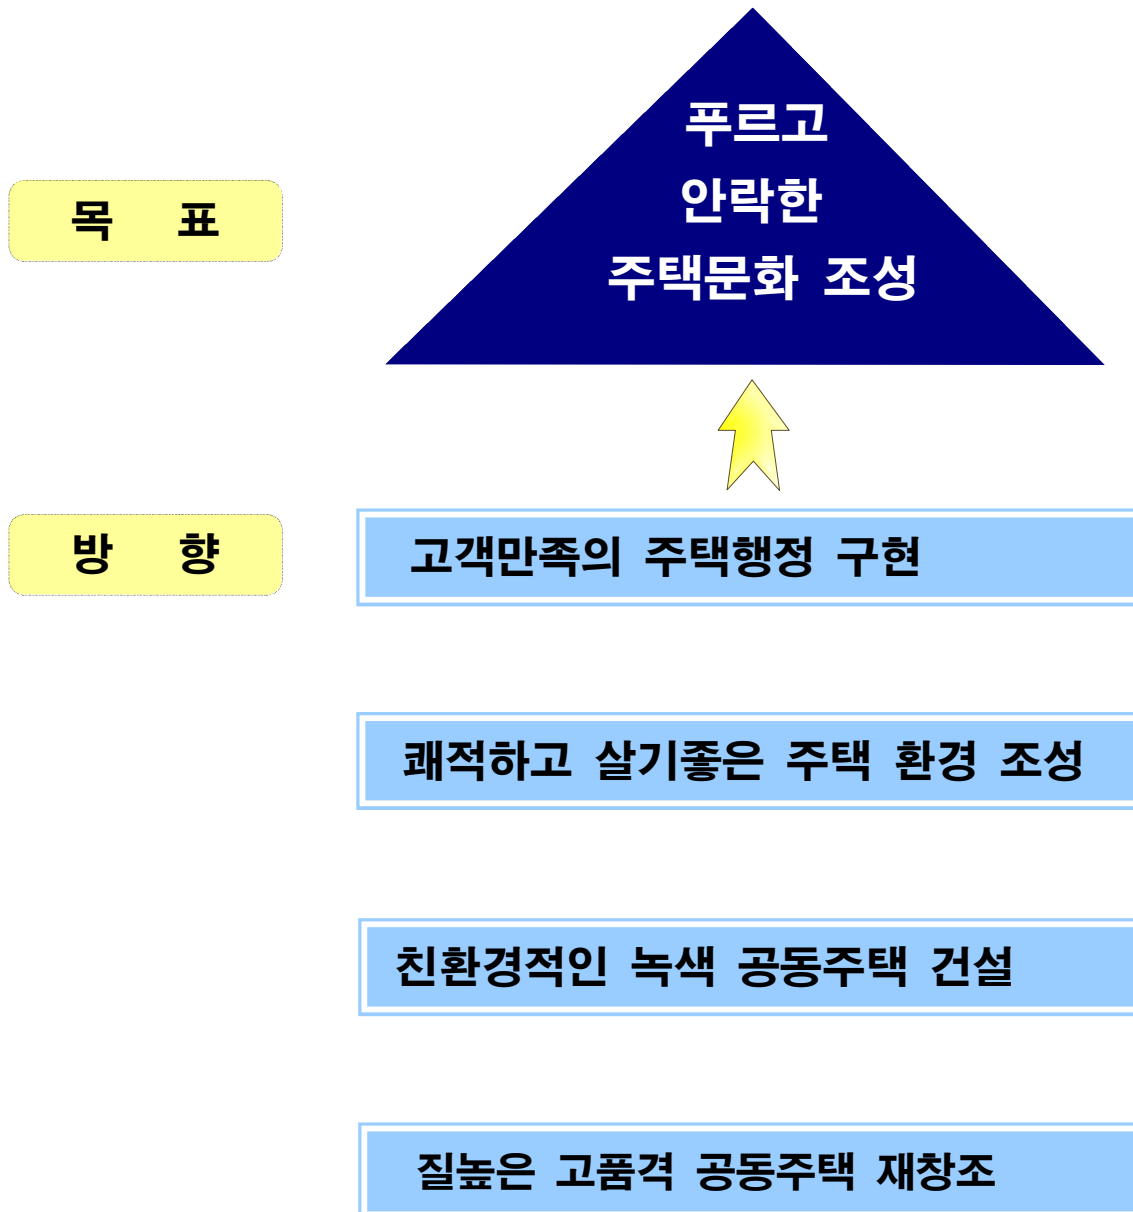 푸르고
안락한
목 표
주택문화 조성
방 향
고객만족의 주택행정 구현
쾌적하고 살기좋은 주택 환경 조성
친환경적인 녹색 공동주택 건설
질높은 고품격 공동주택 재창조